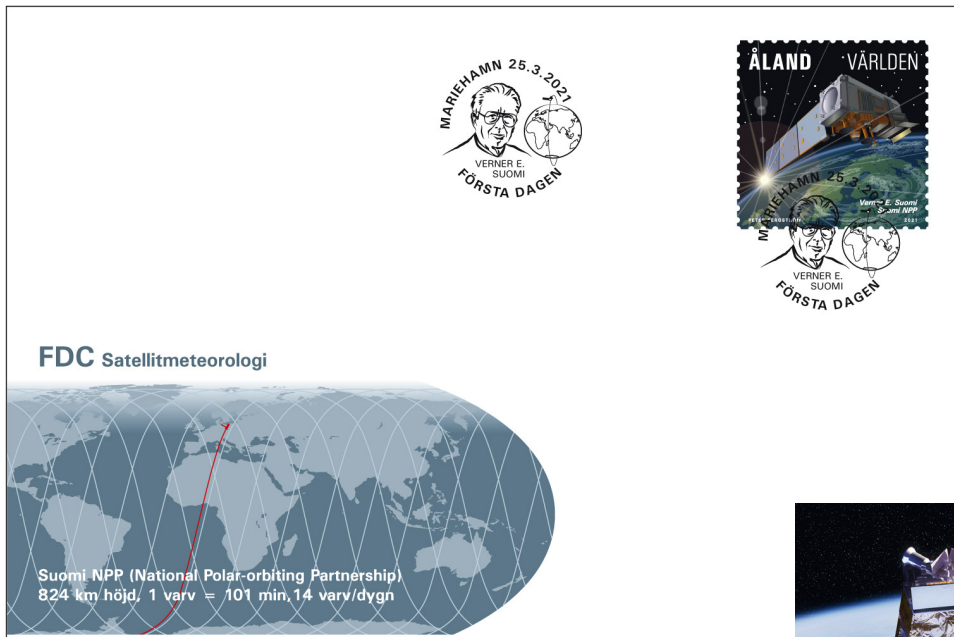 MARIEHAMN 25.3.2021
VERNER E.
SUOMI
FÖRSTA DAGEN
ÅLAND VÄRLDEN
Verner E. Suomi
Suomi NPP
2021
MARIEHAMN 25.3.2021
VERNER E.
SUOMI
FÖRSTA DAGEN
FDC Satellitmeteorologi
Suomi NPP (National Polar-orbiting Partnership)
824 km höjd, 1 varv = 101 min, 14 varv/dygn